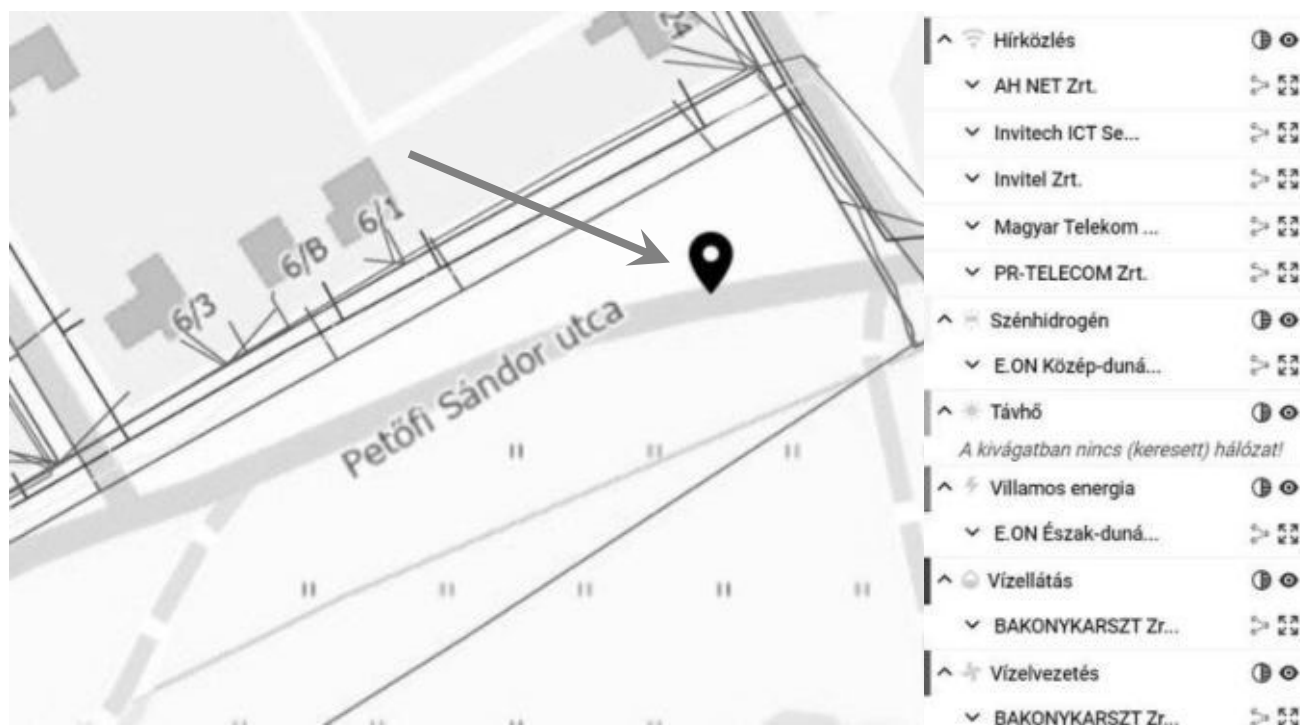 24
6/1
6/B
6/3
Petőfi Sándor utca
Hírközlés
AH NET Zrt.
Invitech ICT Se...
Invitel Zrt.
Magyar Telekom ...
PR-TELECOM Zrt.
Szénhidrogén
E.ON Közép-duná...
Távhő
A kivágatban nincs (keresett) hálózat!
Villamos energia
E.ON Észak-duná...
Vízellátás
BAKONYKARSZT Zr...
Vízelvezetés
BAKONYKARSZT Zr...